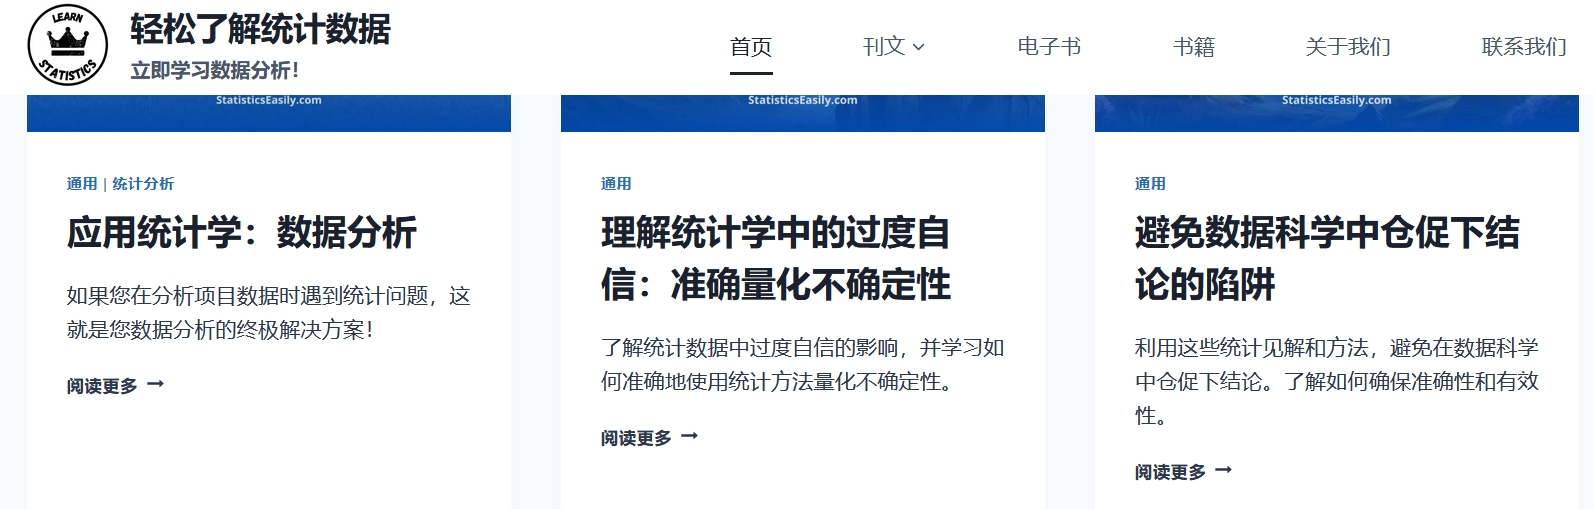 LEARN
STATISTICS
轻松了解统计数据
立即学习数据分析！
首页
刊文
电子书
书籍
关于我们
联系我们
StatisticsEasily.com
通用 | 统计分析
应用统计学：数据分析
如果您在分析项目数据时遇到统计问题，这
就是您数据分析的终极解决方案！
阅读更多
StatisticsEasily.com
通用
理解统计学中的过度自
信：准确量化不确定性
了解统计数据中过度自信的影响，并学习如
何准确地使用统计方法量化不确定性。
阅读更多
StatisticsEasily.com
通用
避免数据科学中仓促下结
论的陷阱
利用这些统计见解和方法，避免在数据科学
中仓促下结论。了解如何确保准确性和有效
性。
阅读更多